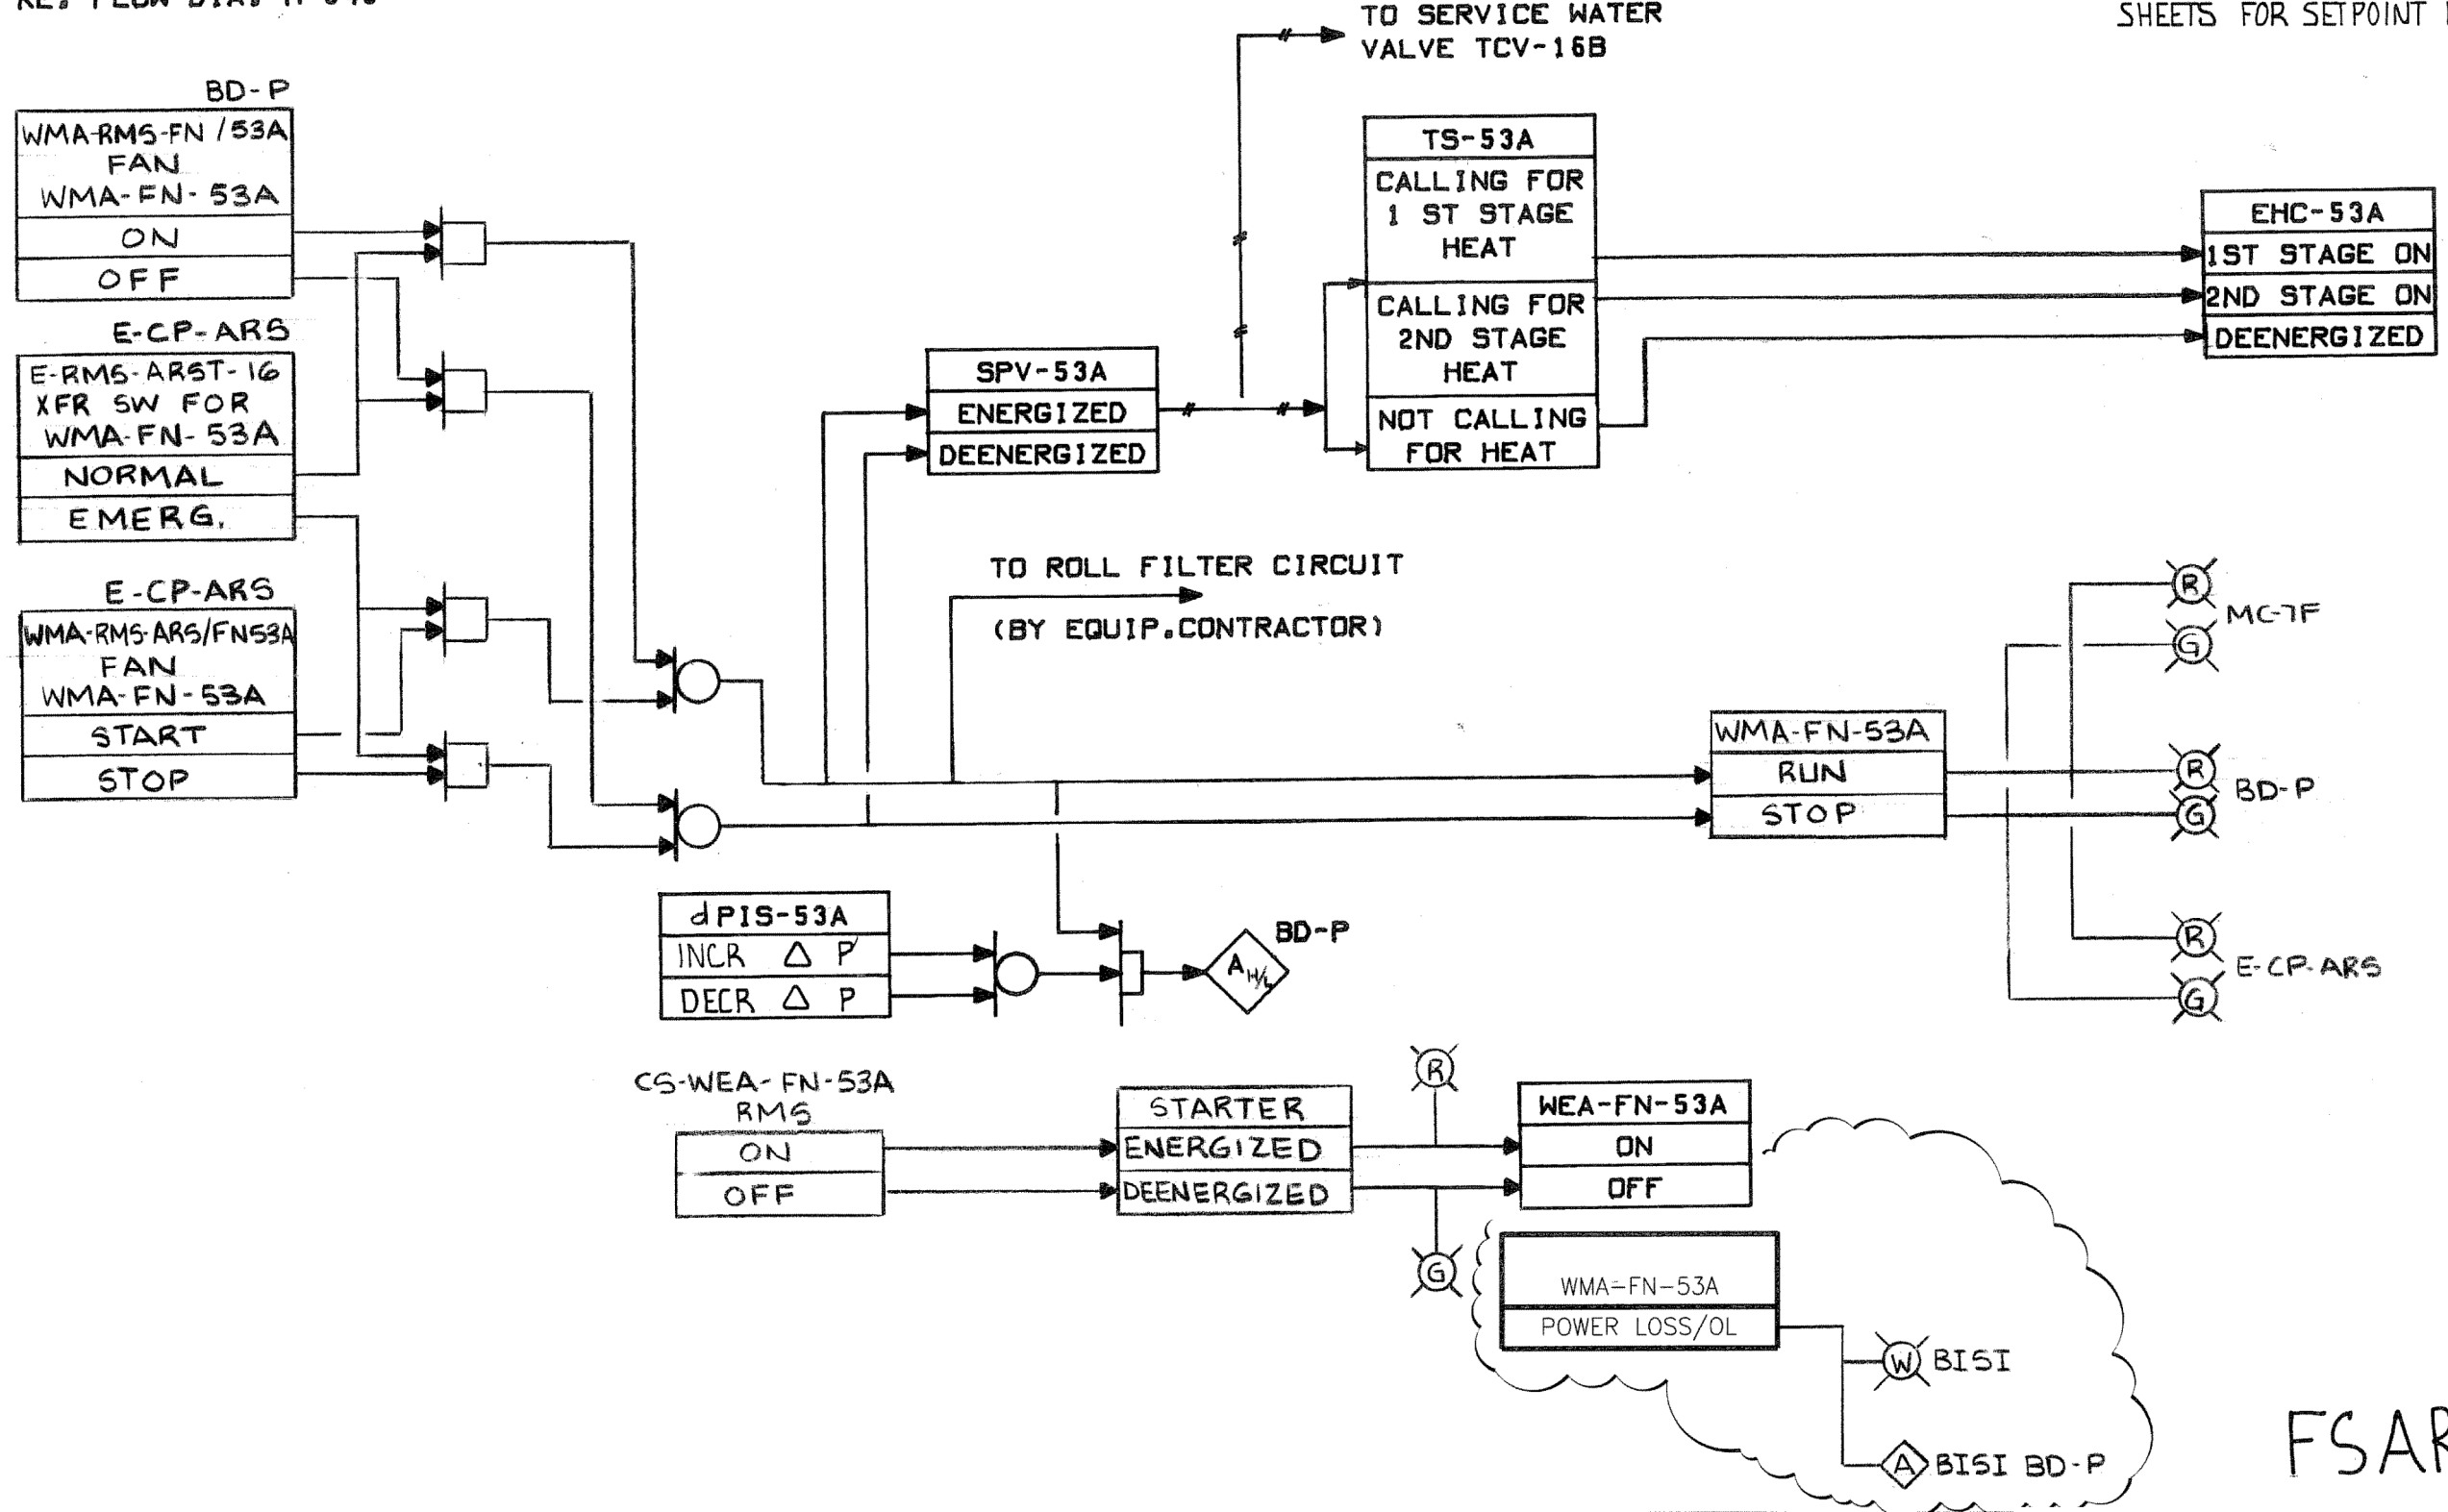 TO SERVICE WATER
VALVE TCV-16B
SHEETS FOR SETPOINT
BD-P
WMA-RMS-FN/53A
FAN
WMA-FN-53A
ON
OFF
E-CP-ARS
E-RMS-ARST-16
XFR SW FOR
WMA-FN-53A
NORMAL
EMERG.
E-CP-ARS
WMA-RMS-ARS/FN53A
FAN
WMA-FN-53A
START
STOP
SPV-53A
ENERGIZED
DEENERGIZED
TS-53A
CALLING FOR
1 ST STAGE
HEAT
CALLING FOR
2ND STAGE
HEAT
NOT CALLING
FOR HEAT
EHC-53A
1ST STAGE ON
2ND STAGE ON
DEENERGIZED
TO ROLL FILTER CIRCUIT
(BY EQUIP.CONTRACTOR)
WMA-FN-53A
RUN
STOP
R
MC-7F
G
R
BD-P
G
R
E-CP-ARS
G
dPIS-53A
INCR Δ P
DECR Δ P
A H/L
BD-P
CS-WEA-FN-53A
RMS
ON
OFF
STARTER
ENERGIZED
DEENERGIZED
R
G
WEA-FN-53A
ON
OFF
WMA-FN-53A
POWER LOSS/OL
W BISI
A BISI BD-P
FSAR